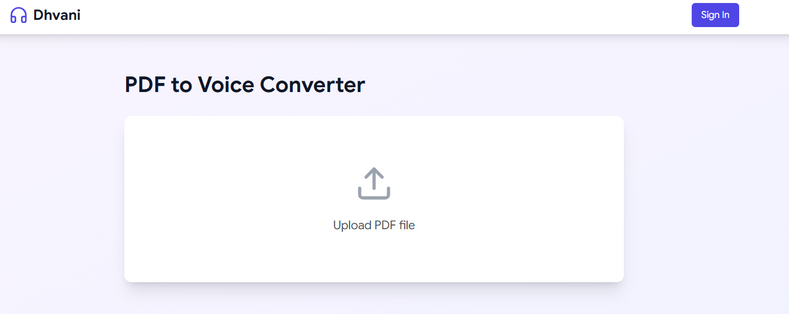 Dhvani
Sign In
PDF to Voice Converter
Upload PDF file